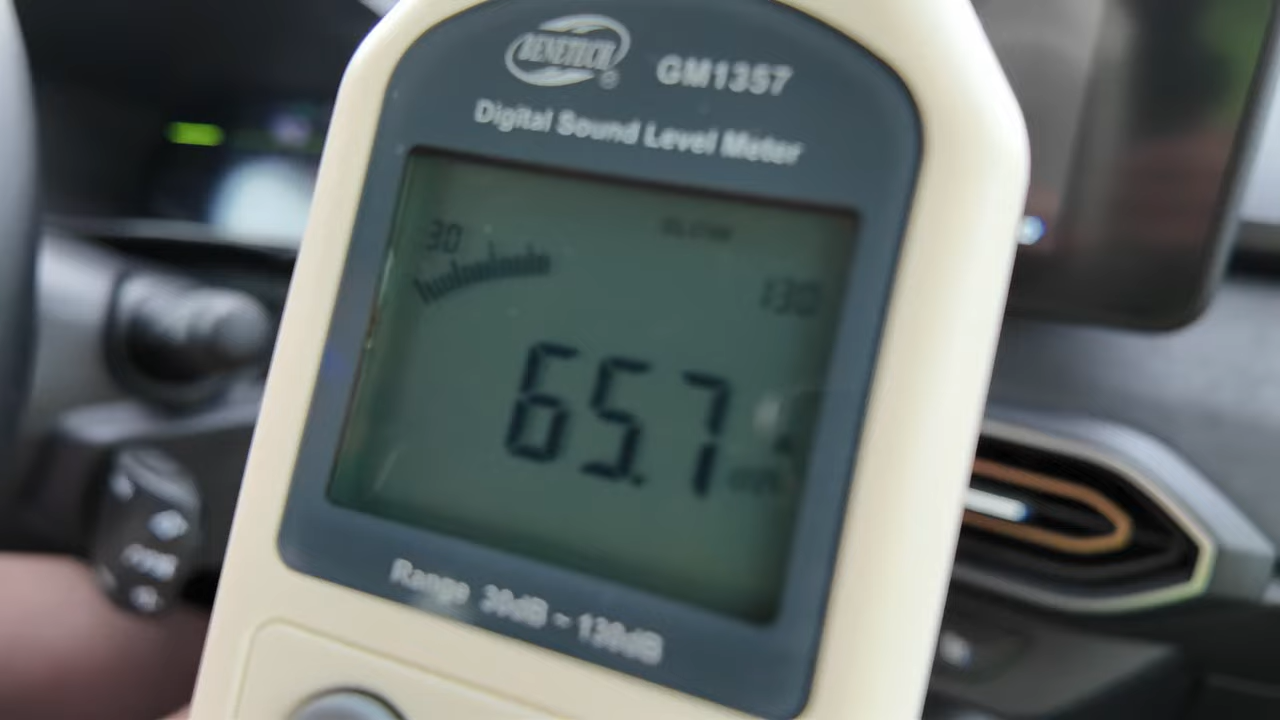 BENETECH
GM1357
Digital Sound Level Meter
30
130
65.7
Range 30dB ~ 130dB